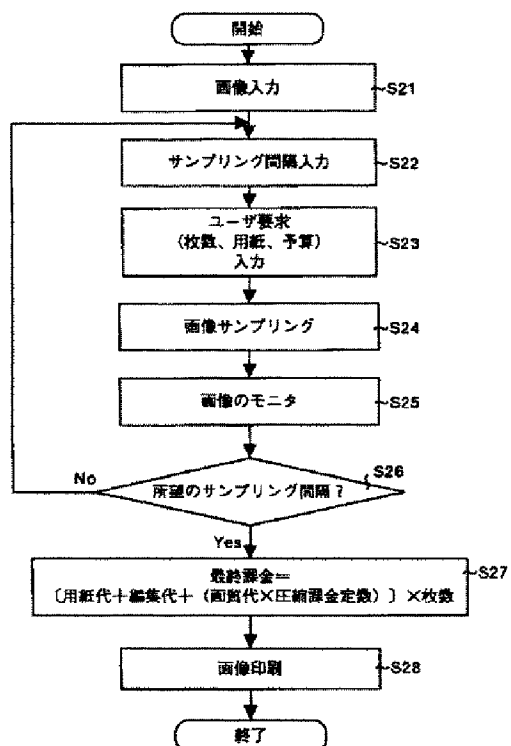 開始
画像入力
S21
サンプリング間隔入力
S22
ユーザ要求
(枚数、用紙、予算)
入力
S23
画像サンプリング
S24
画像のモニタ
S25
No
所望のサンプリング間隔?
S26
Yes
最終課金=
〔用紙代+編集代+(画質代×圧縮課金定数)〕×枚数
S27
画像印刷
S28
終了